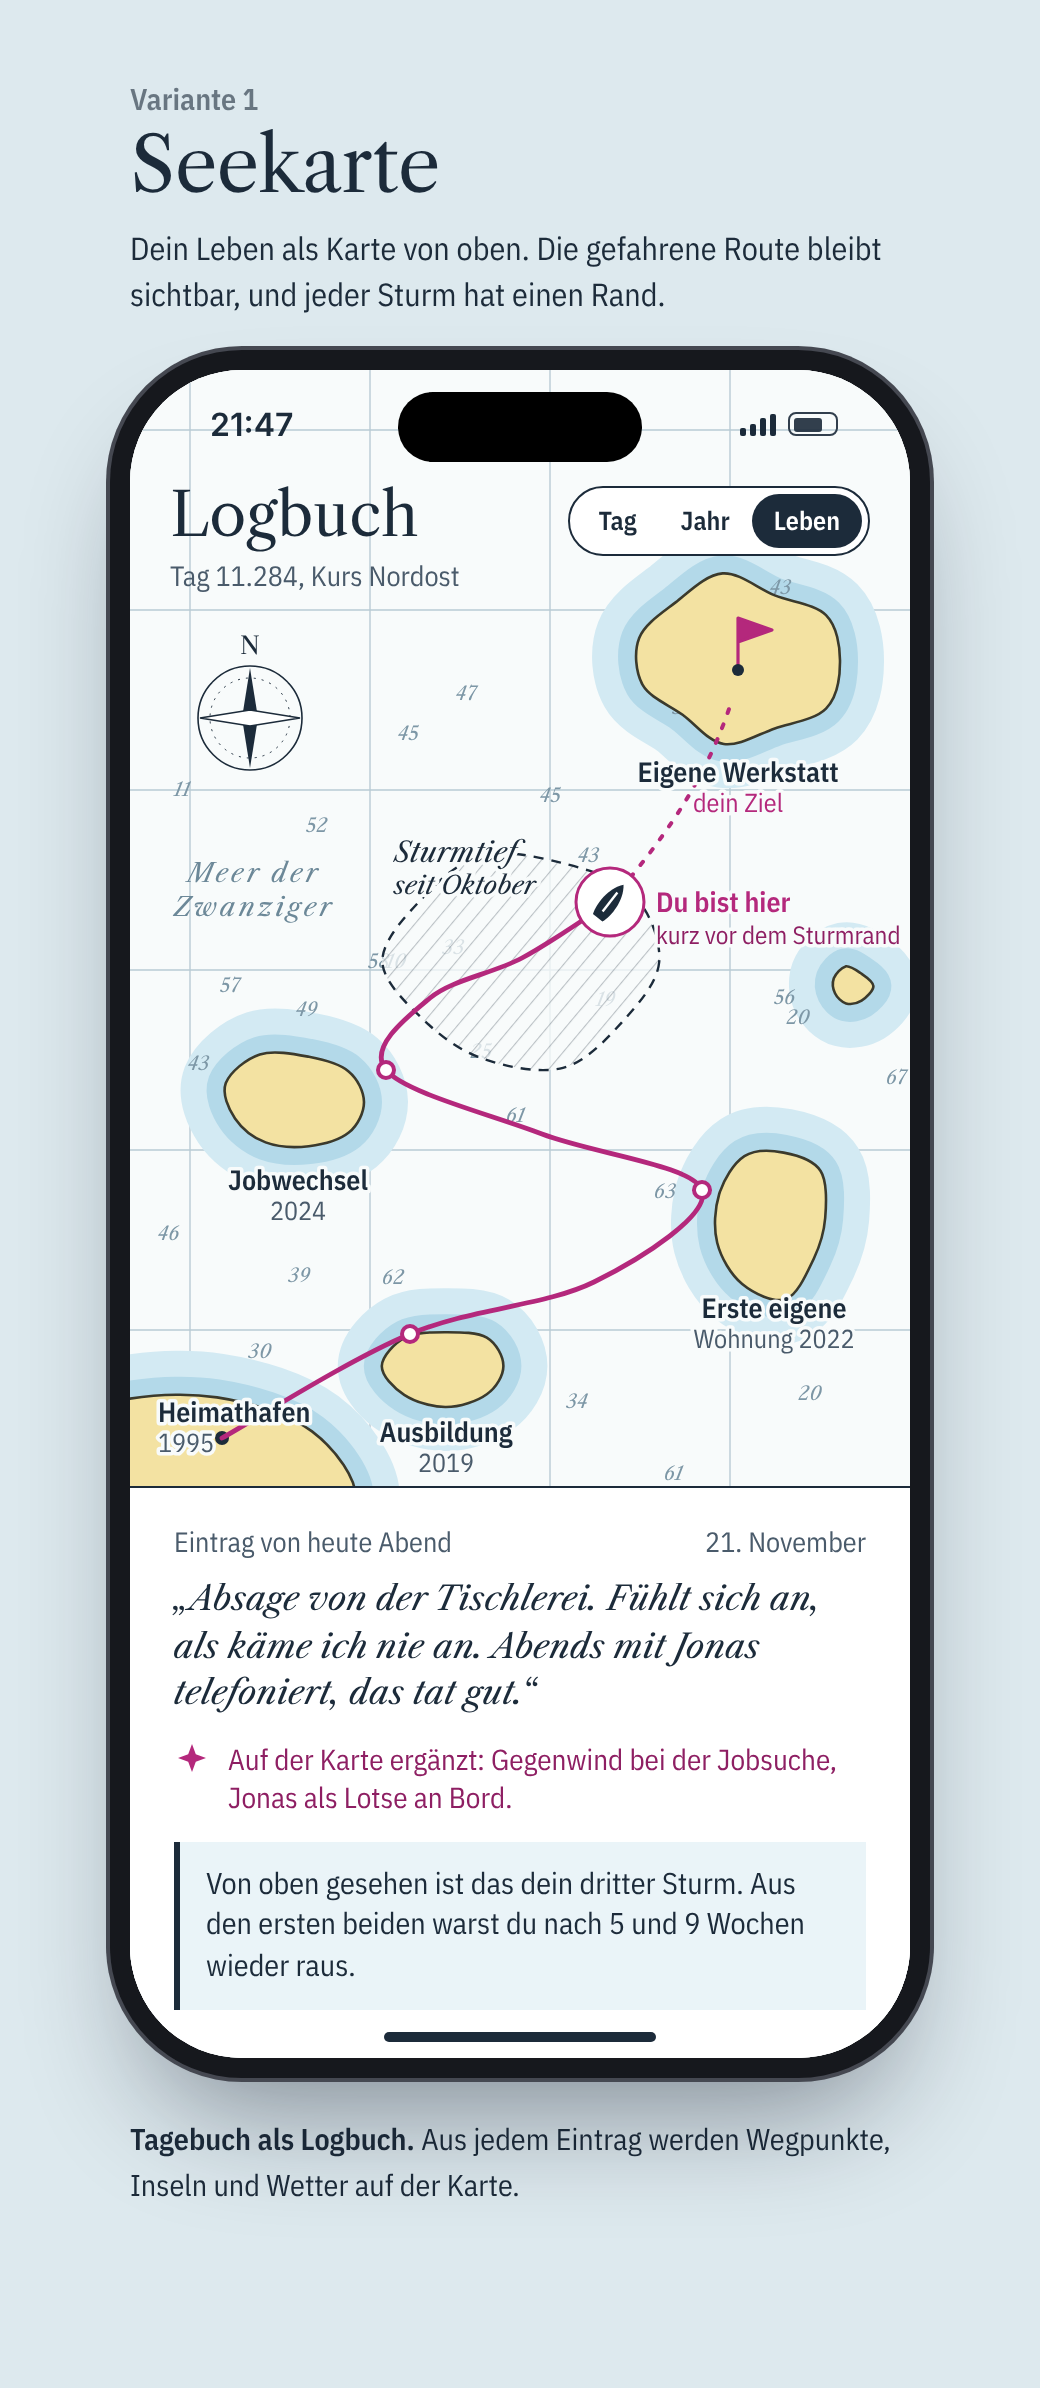 Variante 1
Seekarte
Dein Leben als Karte von oben. Die gefahrene Route bleibt
sichtbar, und jeder Sturm hat einen Rand.
21:47
Logbuch
Tag Jahr Leben
Tag 11.284, Kurs Nordost
43
N
47
45
Eigene Werkstatt
dein Ziel
11
45
52
Sturmtief
seit Oktober
43
Meer der
Zwanziger
Du bist hier
kurz vor dem Sturmrand
33
57
49
19
56
20
43
35
67
61
Jobwechsel
2024
63
46
39
62
Erste eigene
Wohnung 2022
30
20
34
Heimathafen
1995
Ausbildung
2019
61
Eintrag von heute Abend
21. November
„Absage von der Tischlerei. Fühlt sich an,
als käme ich nie an. Abends mit Jonas
telefoniert, das tat gut.“
Auf der Karte ergänzt: Gegenwind bei der Jobsuche,
Jonas als Lotse an Bord.
Von oben gesehen ist das dein dritter Sturm. Aus
den ersten beiden warst du nach 5 und 9 Wochen
wieder raus.
Tagebuch als Logbuch. Aus jedem Eintrag werden Wegpunkte,
Inseln und Wetter auf der Karte.